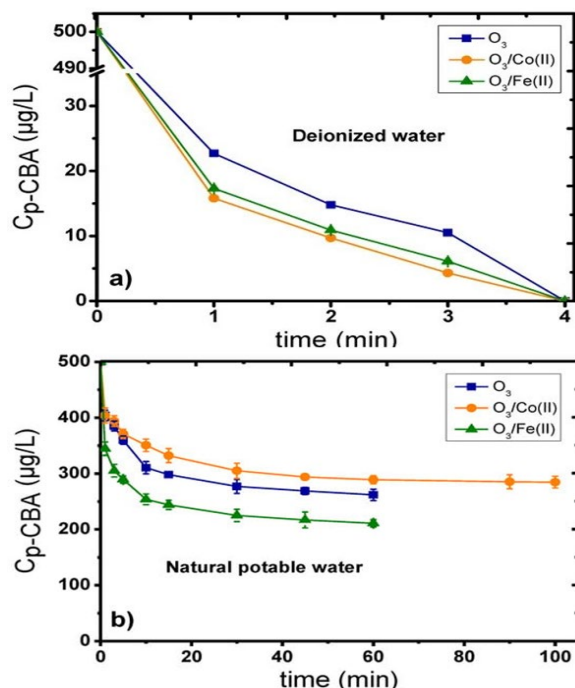 500
490
30
20
10
0
Cp-CBA (µg/L)
O₃
O₃/Co(II)
O₃/Fe(II)
Deionized water
a)
0 1 2 3 4
time (min)
500
400
300
200
100
0
Cp-CBA (µg/L)
O₃
O₃/Co(II)
O₃/Fe(II)
Natural potable water
b)
0 20 40 60 80 100
time (min)